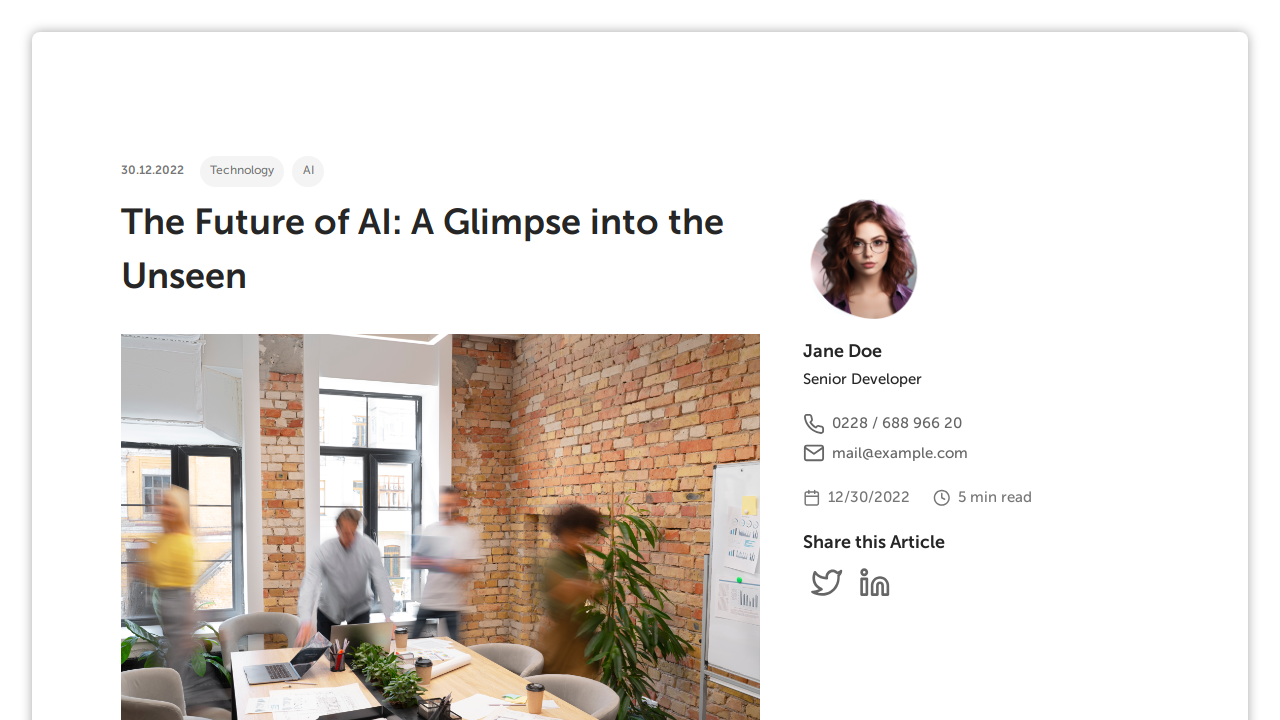 30.12.2022 Technology AI
The Future of AI: A Glimpse into the
Unseen
Jane Doe
Senior Developer
0228 / 688 966 20
mail@example.com
12/30/2022 5 min read
Share this Article